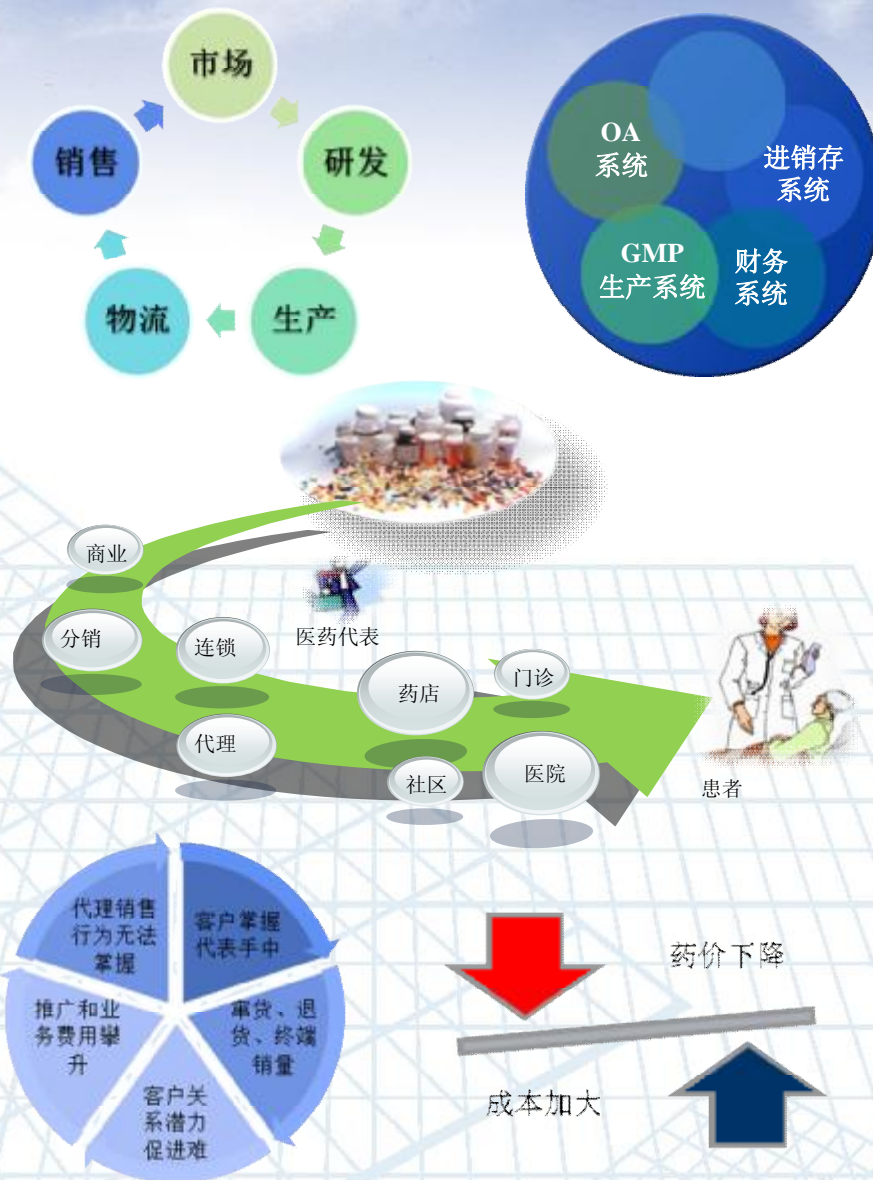 市场
销售
研发
物流
生产
OA
系统
进销存
系统
GMP
生产系统
财务
系统
商业
分销
连锁
医药代表
药店
门诊
代理
社区
医院
患者
代理销售
行为无法
掌握
客户掌握
代表手中
推广和业
务费用攀
升
窜货、退
货、终端
销量
客户关
系潜力
促进难
药价下降
成本加大